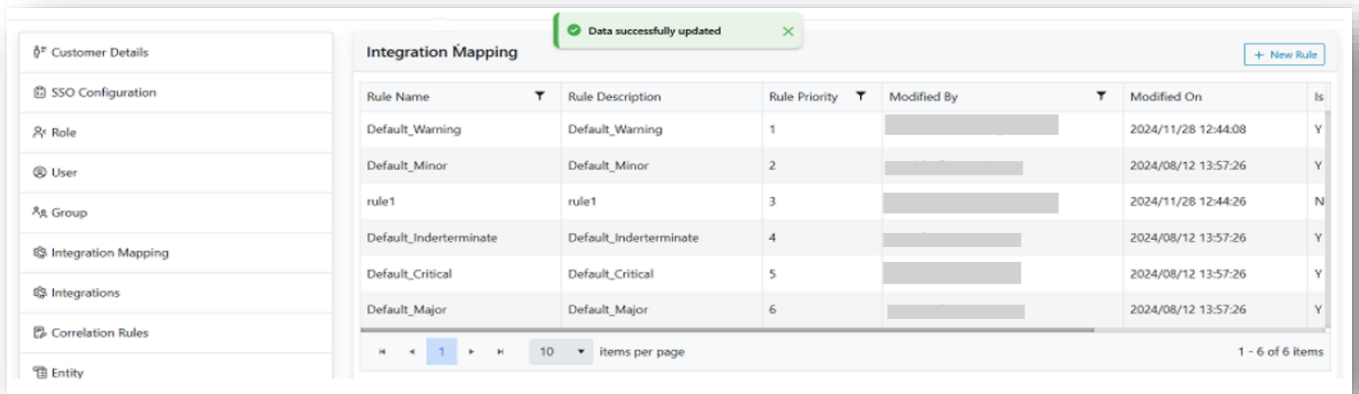 Data successfully updated
Customer Details
SSO Configuration
Role
User
Group
Integration Mapping
Integrations
Correlation Rules
Entity
Integration Mapping
+ New Rule
Rule Name Rule Description Rule Priority Modified By Modified On Is
Default_Warning Default_Warning 1 2024/11/28 12:44:08 Y
Default_Minor Default_Minor 2 2024/08/12 13:57:26 Y
rule1 rule1 3 2024/11/28 12:44:26 N
Default_Inderterminate Default_Inderterminate 4 2024/08/12 13:57:26 Y
Default_Critical Default_Critical 5 2024/08/12 13:57:26 Y
Default_Major Default_Major 6 2024/08/12 13:57:26 Y
1 10 items per page 1 - 6 of 6 items